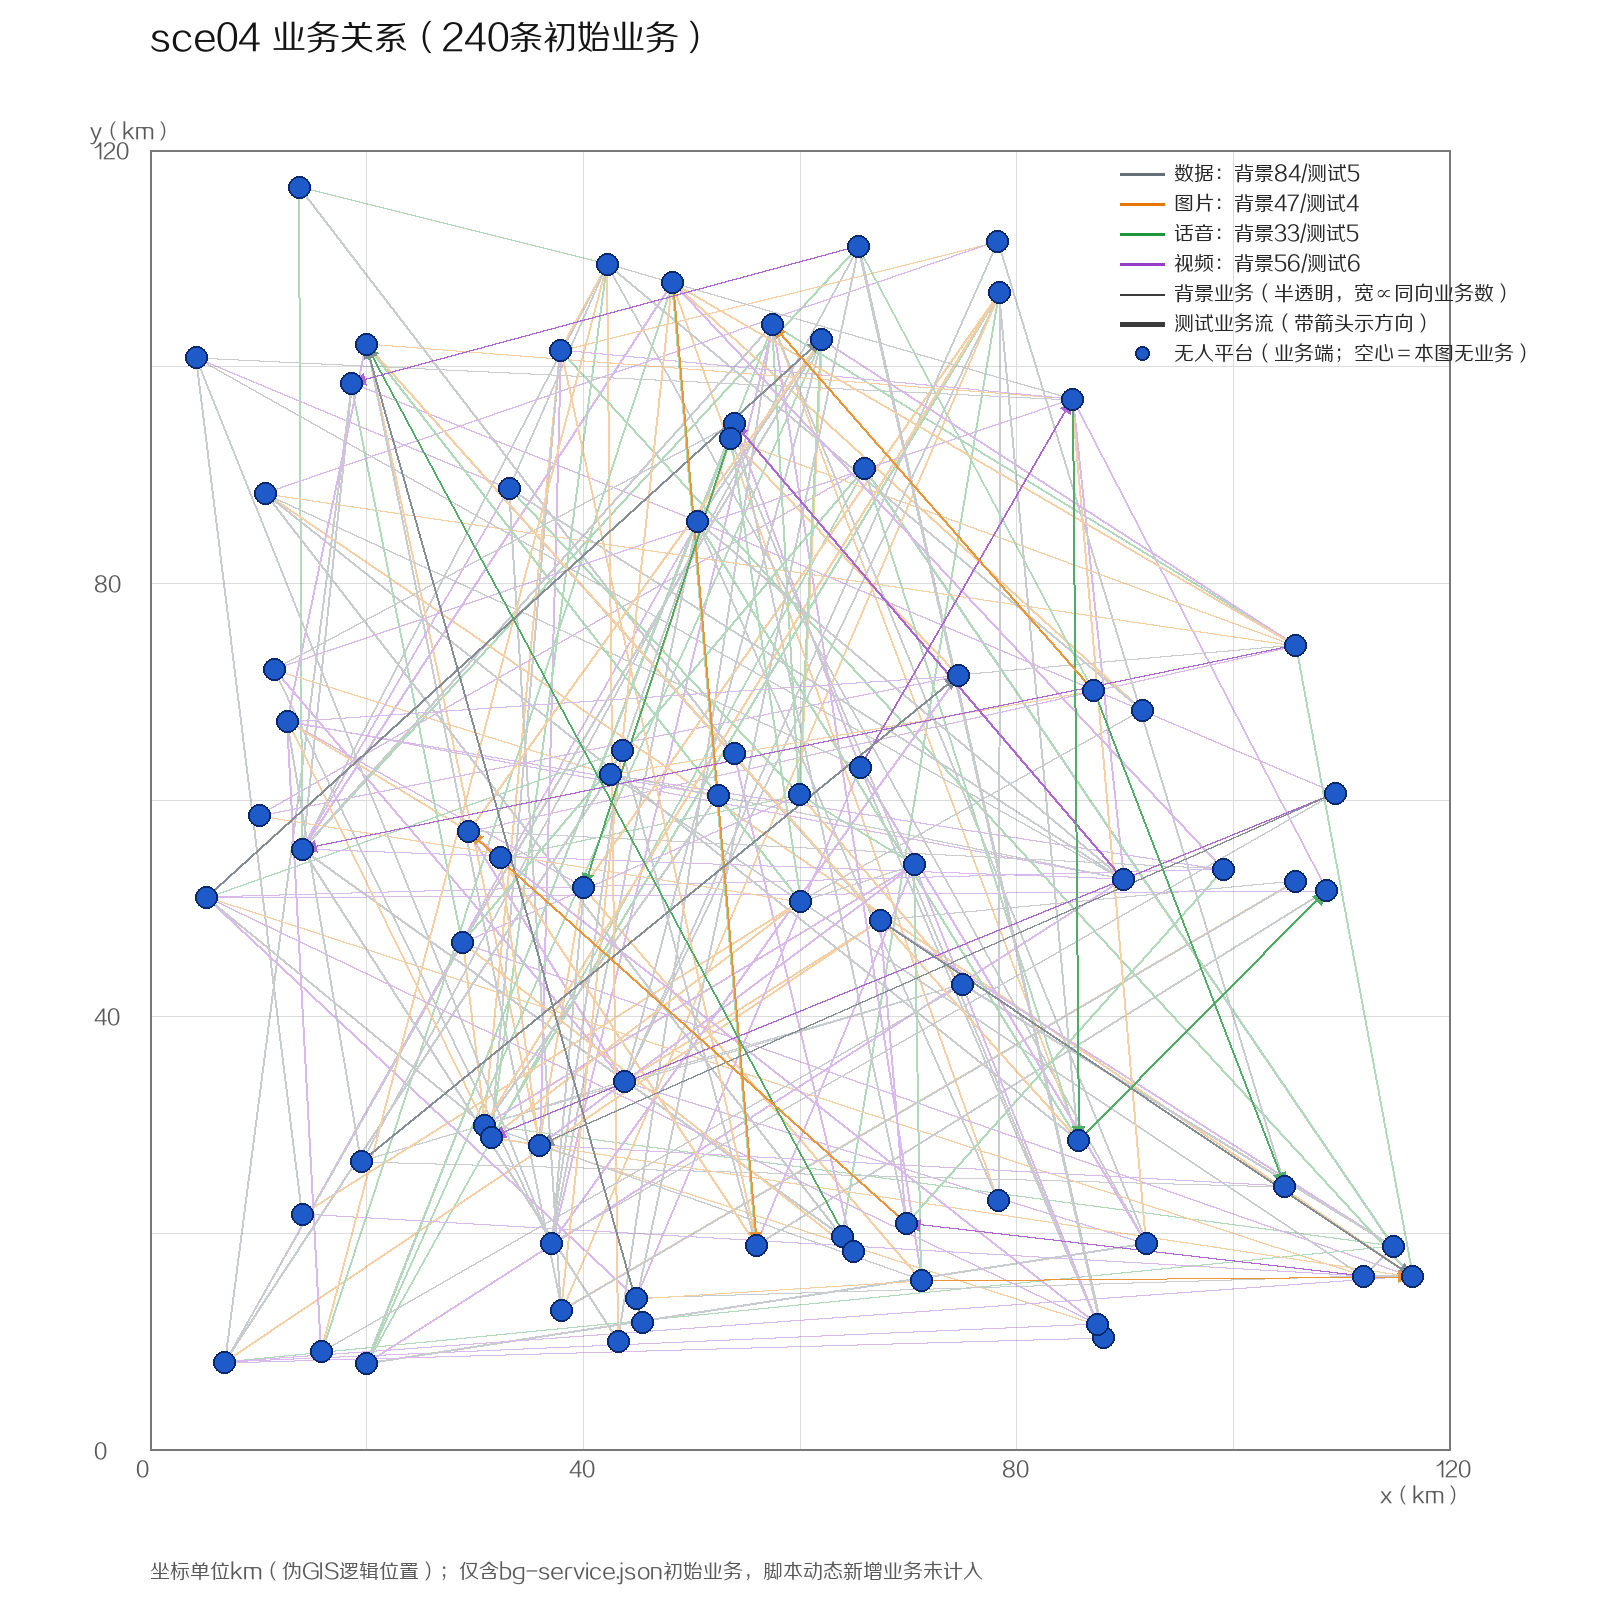 sce04 业务关系（240条初始业务）
y（km）
120
数据：背景84/测试5
图片：背景47/测试4
话音：背景33/测试5
视频：背景56/测试6
背景业务（半透明，宽∝同向业务数）
测试业务流（带箭头示方向）
无人平台（业务端；空心＝本图无业务）
80
40
0
0
40
80
120
x（km）
坐标单位km（伪GIS逻辑位置）；仅含bg-service.json初始业务，脚本动态新增业务未计入